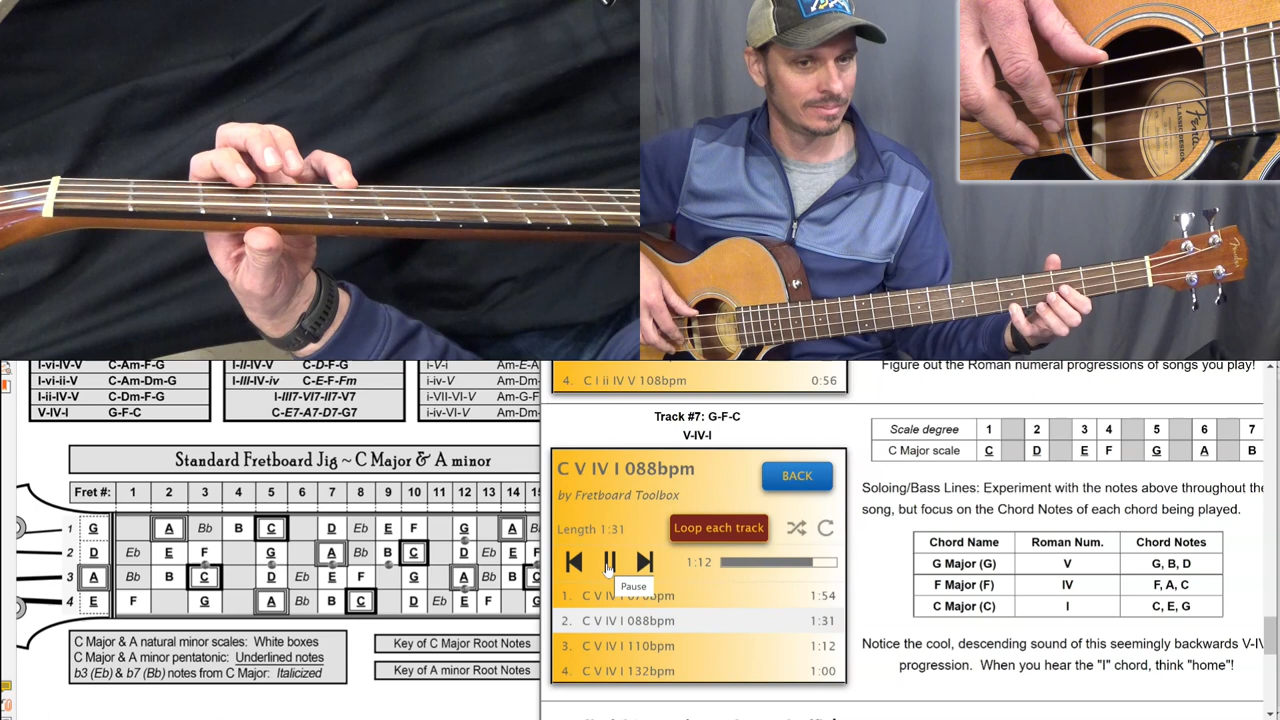 Fender
CLASSIC DESIGN
Fender
I-vi-IV-V C-Am-F-G
I-vi-ii-V C-Am-Dm-G
I-ii-IV-V C-Dm-F-G
V-IV-I G-F-C
I-II-IV-V C-D-F-G
I-III-IV-iv C-E-F-Fm
I-III7-VI7-II7-V7
C-E7-A7-D7-G7
i-V-i Am-E-A
i-iv-V Am-Dm-
i-VII-VI-V Am-G-F
i-iv-VI-V Am-Dm-
4. C I ii IV V 108bpm 0:56
Figure out the Roman numeral progressions of songs you play!
Standard Fretboard Jig ~ C Major & A minor
Fret #: 1 2 3 4 5 6 7 8 9 10 11 12 13 14 15
1 G A Bb B C D Eb E F G A
2 D Eb E F G A Bb B C D Eb E
3 A Bb B C D Eb E F G A Bb B C
4 E F G A Bb B C D Eb E F G
C Major & A natural minor scales: White boxes
C Major & A minor pentatonic: Underlined notes
b3 (Eb) & b7 (Bb) notes from C Major: Italicized
Key of C Major Root Notes
Key of A minor Root Notes
Track #7: G-F-C
V-IV-I
C V IV I 088bpm
BACK
by Fretboard Toolbox
Length 1:31
Loop each track
1:12
Pause
1. C V IV I 070bpm 1:54
2. C V IV I 088bpm 1:31
3. C V IV I 110bpm 1:12
4. C V IV I 132bpm 1:00
Scale degree 1 2 3 4 5 6 7
C Major scale C D E F G A B
Soloing/Bass Lines: Experiment with the notes above throughout the
song, but focus on the Chord Notes of each chord being played.
Chord Name Roman Num. Chord Notes
G Major (G) V G, B, D
F Major (F) IV F, A, C
C Major (C) I C, E, G
Notice the cool, descending sound of this seemingly backwards V-IV
progression. When you hear the "I" chord, think "home"!